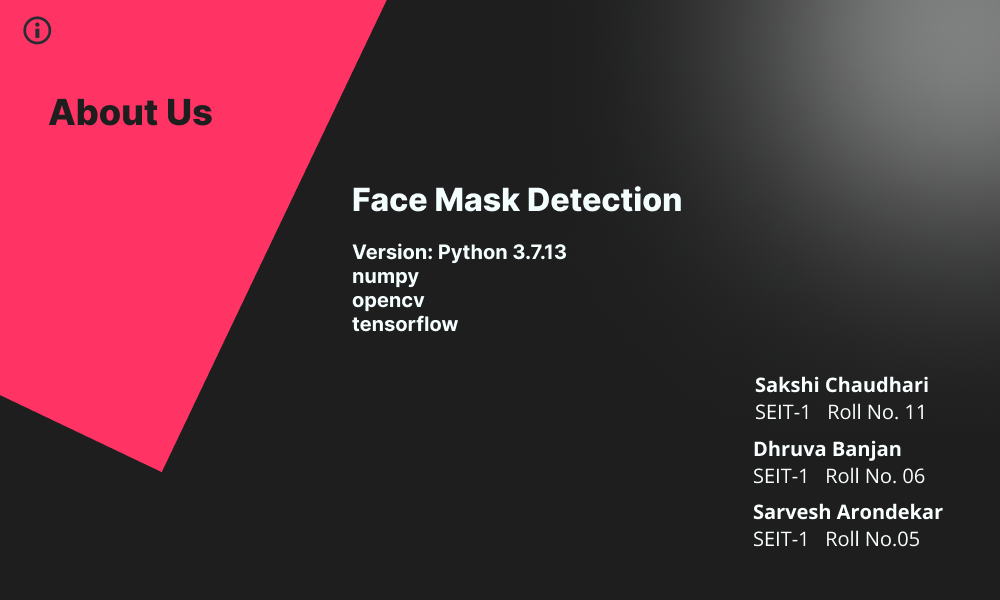 About Us
Face Mask Detection
Version: Python 3.7.13
numpy
opencv
tensorflow
Sakshi Chaudhari
SEIT-1 Roll No. 11
Dhruva Banjan
SEIT-1 Roll No. 06
Sarvesh Arondekar
SEIT-1 Roll No.05